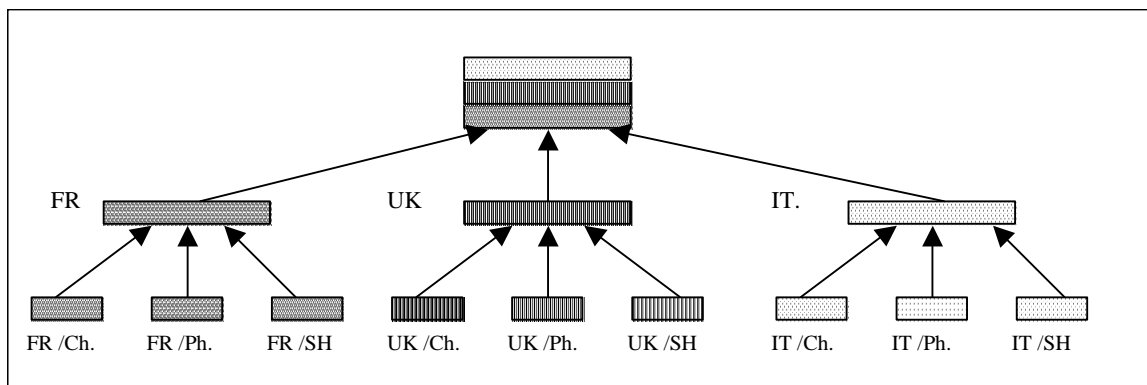 FR UK IT.
FR /Ch. FR /Ph. FR /SH UK /Ch. UK /Ph. UK /SH IT /Ch. IT /Ph. IT /SH